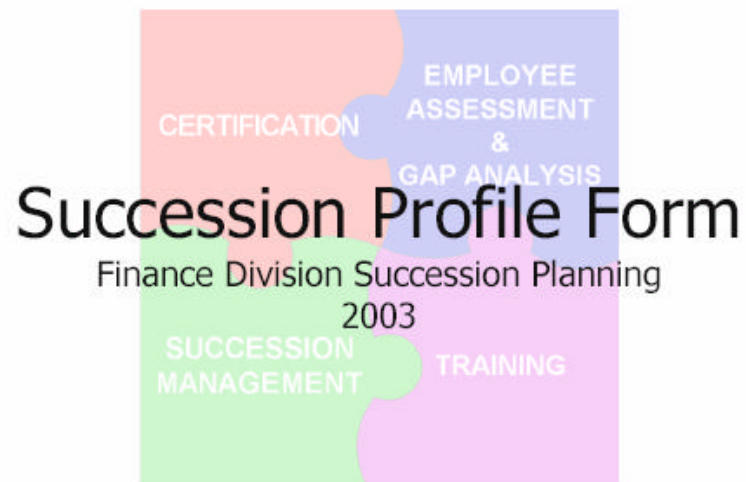 CERTIFICATION
EMPLOYEE
ASSESSMENT
&
GAP ANALYSIS
Succession Profile Form
Finance Division Succession Planning
2003
SUCCESSION
MANAGEMENT
TRAINING